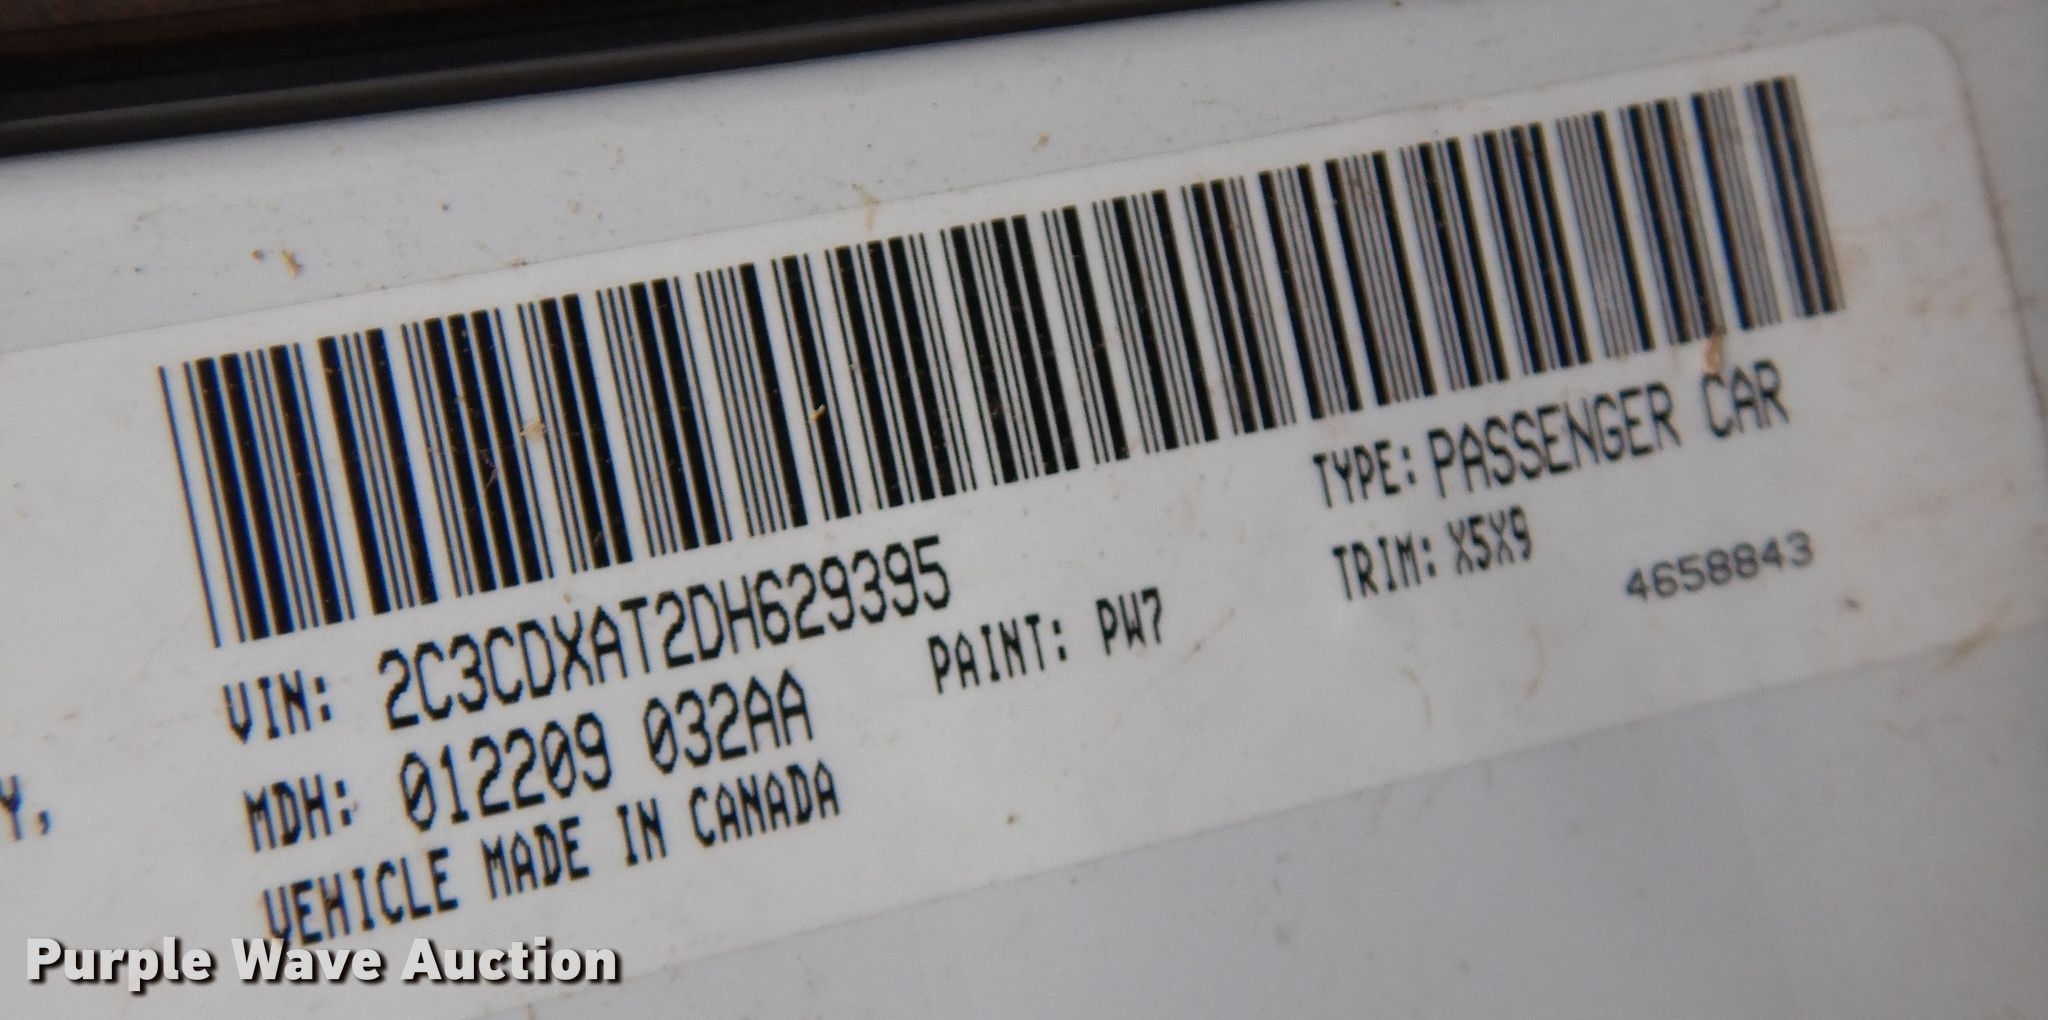 VIN: 2C3CDXAT2DH629395
TYPE: PASSENGER CAR
MDH: 012209 032AA
PAINT: PW7
TRIM: X5X9
VEHICLE MADE IN CANADA
4658843
Y,
Purple Wave Auction